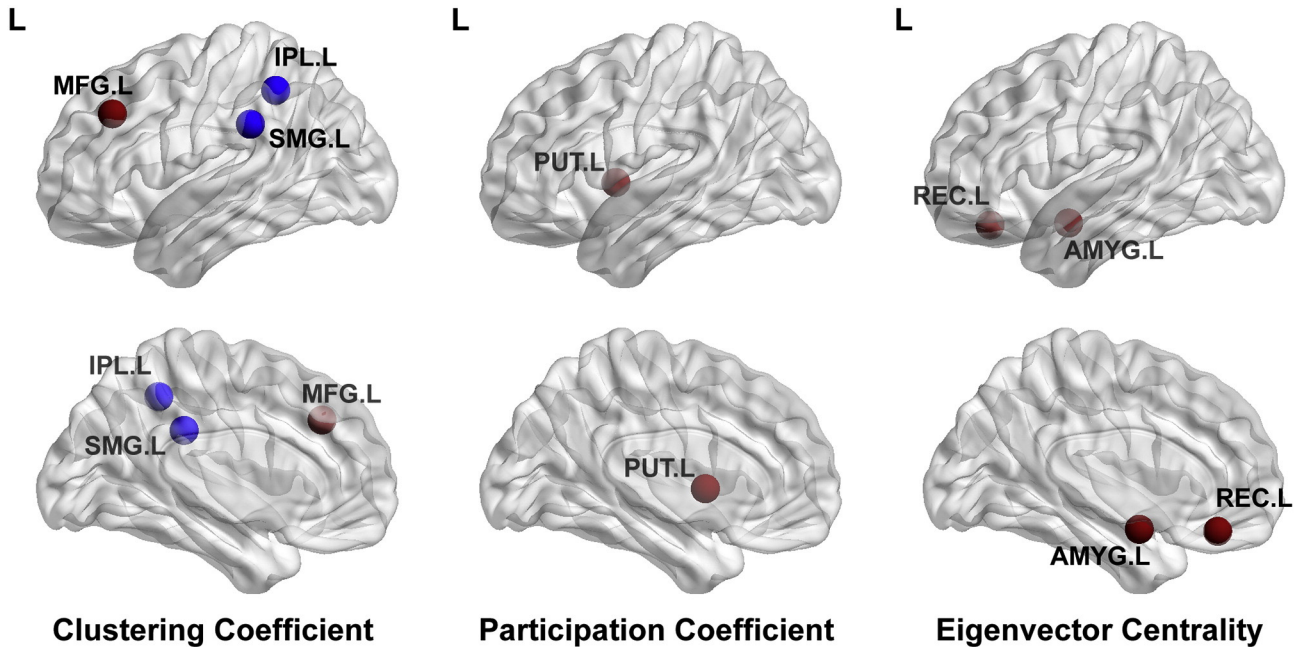 L
L
L
IPL.L
MFG.L
SMG.L
PUT.L
REC.L
AMYG.L
IPL.L
MFG.L
SMG.L
PUT.L
REC.L
AMYG.L
Clustering Coefficient
Participation Coefficient
Eigenvector Centrality